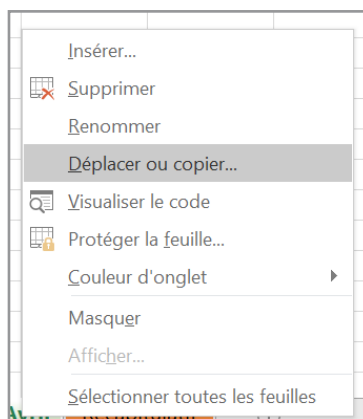 Insérer...
Supprimer
Renommer
Déplacer ou copier...
Visualiser le code
Protéger la feuille...
Couleur d'onglet
Masquer
Afficher...
Sélectionner toutes les feuilles